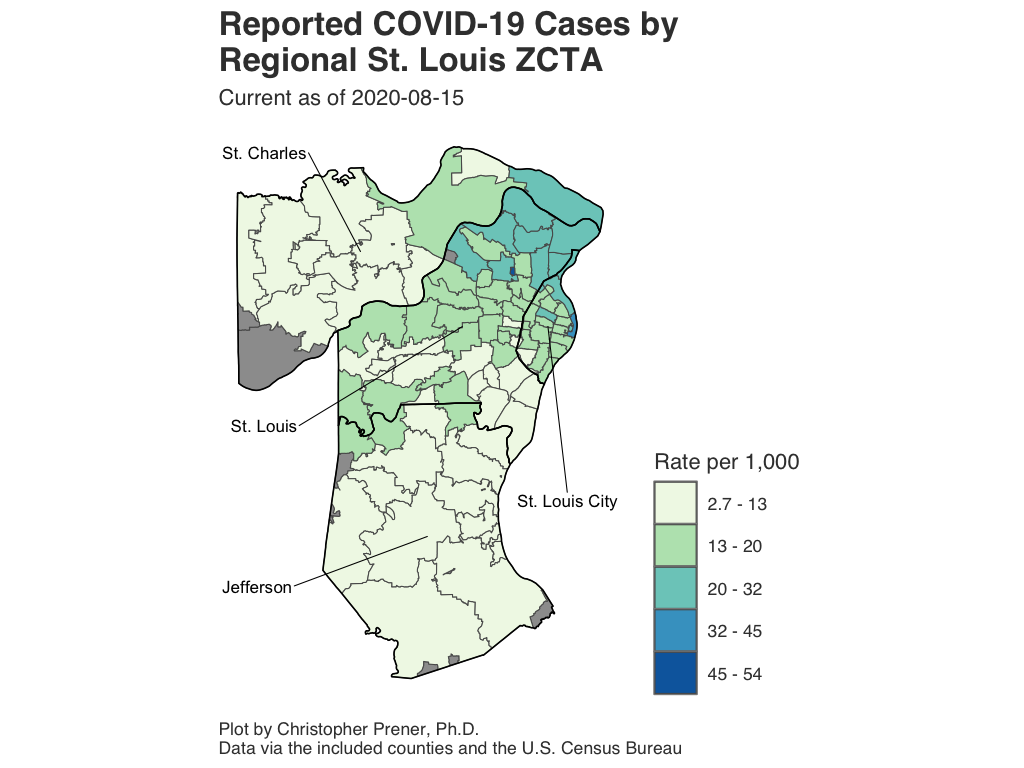 Reported COVID-19 Cases by
Regional St. Louis ZCTA
Current as of 2020-08-15
St. Charles
St. Louis
St. Louis City
Jefferson
Rate per 1,000
2.7 - 13
13 - 20
20 - 32
32 - 45
45 - 54
Plot by Christopher Prener, Ph.D.
Data via the included counties and the U.S. Census Bureau